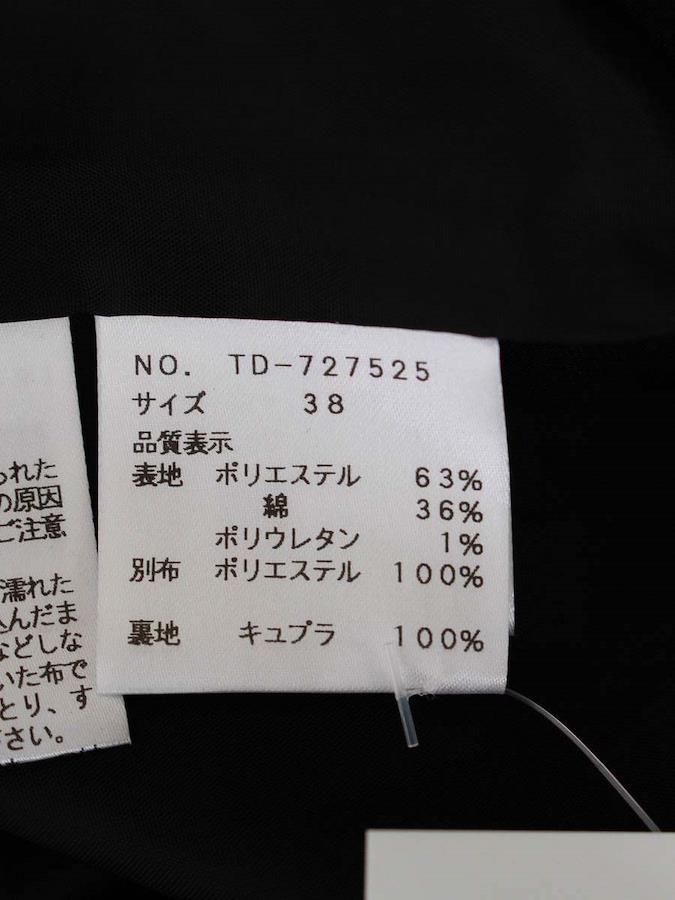 NO. TD-727525
サイズ 38
品質表示
表地 ポリエステル 63%
綿 36%
ポリウレタン 1%
別布 ポリエステル 100%
裏地 キュプラ 100%
られた
の原因
ご注意
濡れた
込んだま
などしな
いた布で
とり、す
さい。